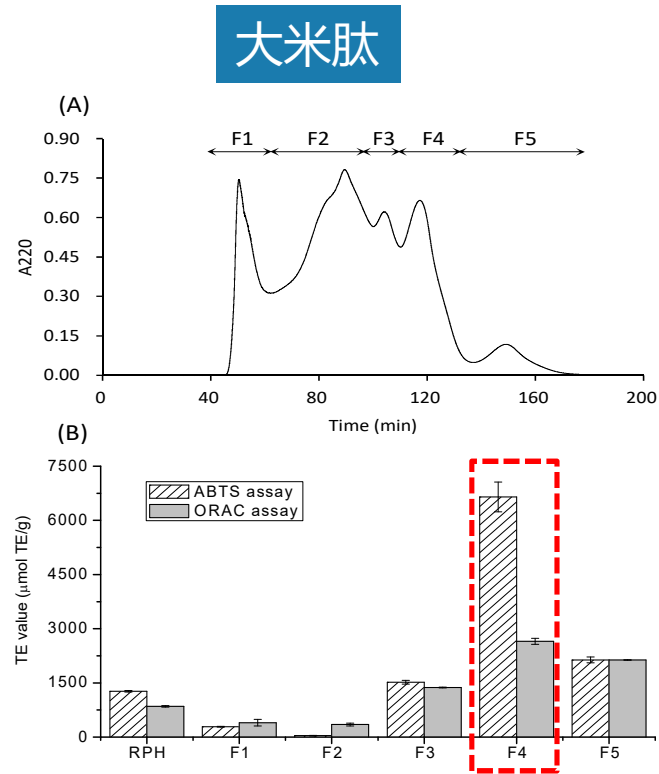 大米肽
(A)
F1 F2 F3 F4 F5
0.90
0.75
0.60
0.45
0.30
0.15
0.00
A220
0 40 80 120 160 200
Time (min)
(B)
7500
6000
4500
3000
1500
0
TE value (μmol TE/g)
ABTS assay
ORAC assay
RPH F1 F2 F3 F4 F5